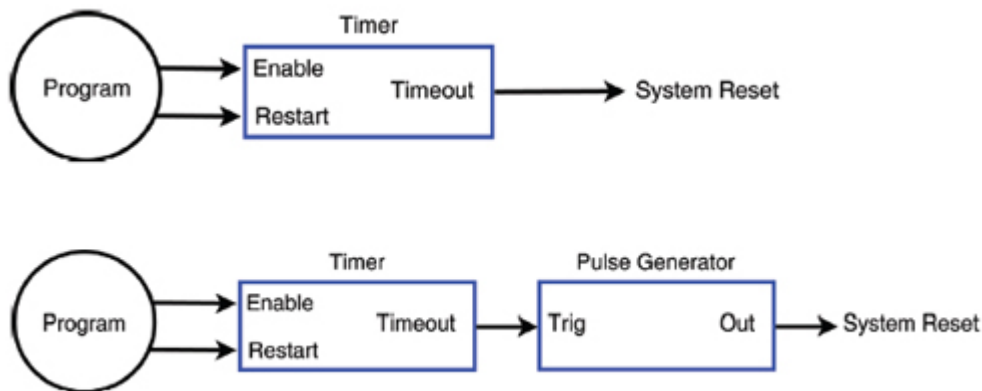 Timer
Program
Enable
Timeout
System Reset
Restart
Timer
Pulse Generator
Program
Enable
Timeout
Trig
Out
System Reset
Restart